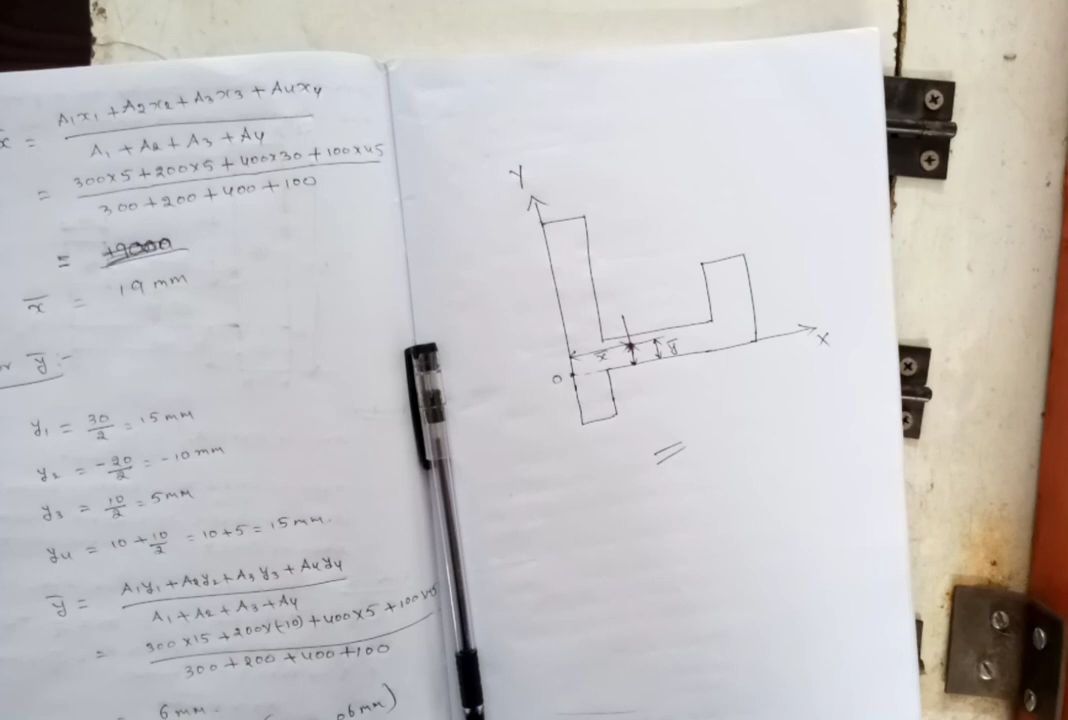 x̄ = A₁x₁ + A₂x₂ + A₃x₃ + A₄x₄
A₁ + A₂ + A₃ + A₄
= 300×5 + 200×5 + 400×30 + 100×45
300 + 200 + 400 + 100
=
x̄ = 19 mm
ȳ :-
y₁ = 30/2 = 15 mm
y₂ = -20/2 = -10 mm
y₃ = 10/2 = 5 mm
y₄ = 10 + 10/2 = 10 + 5 = 15 mm.
ȳ = A₁y₁ + A₂y₂ + A₃y₃ + A₄y₄
A₁ + A₂ + A₃ + A₄
= 300×15 + 200×(-10) + 400×5 + 100×15
300 + 200 + 400 + 100
6 mm.
6 mm)
Y
x̄
ȳ
X
O